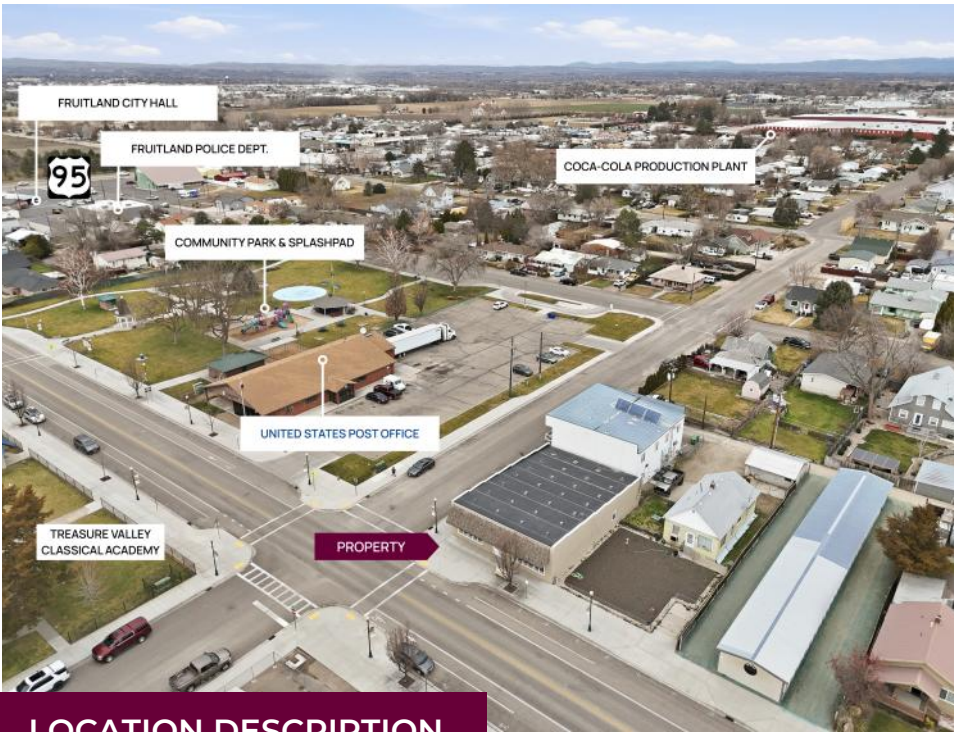 FRUITLAND CITY HALL
95
FRUITLAND POLICE DEPT.
COCA-COLA PRODUCTION PLANT
COMMUNITY PARK & SPLASHPAD
UNITED STATES POST OFFICE
TREASURE VALLEY
CLASSICAL ACADEMY
PROPERTY
LOCATION DESCRIPTION